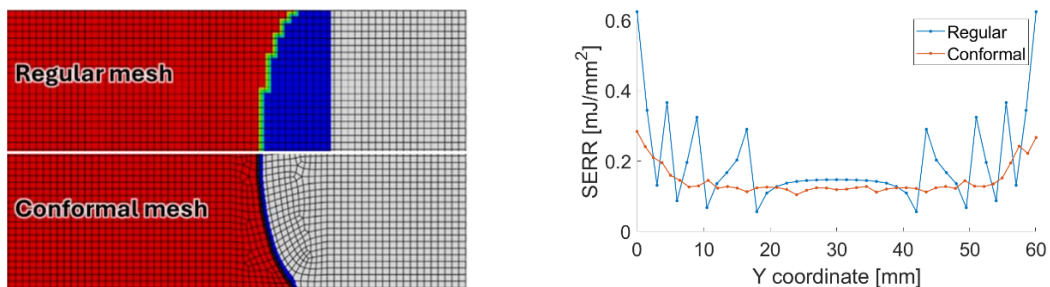 Regular mesh
Conformal mesh
SERR [mJ/mm²]
0.6
0.4
0.2
0
Regular
Conformal
0 10 20 30 40 50 60
Y coordinate [mm]